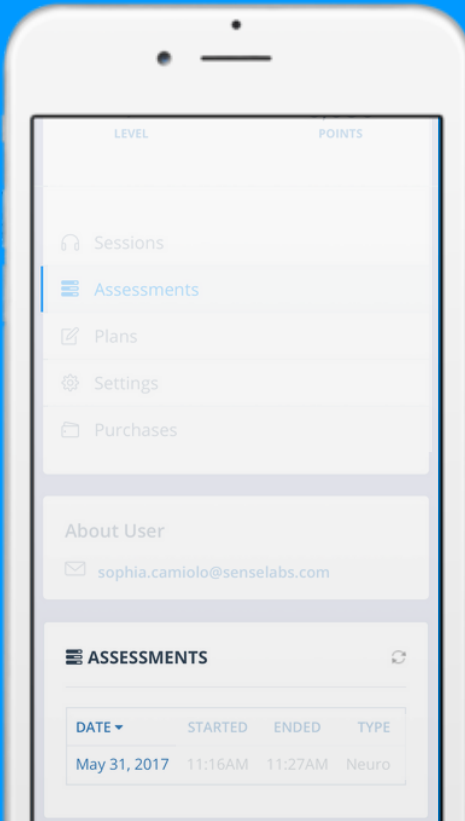 LEVEL POINTS
Sessions
Assessments
Plans
Settings
Purchases
About User
sophia.camiolo@senselabs.com
ASSESSMENTS
DATE STARTED ENDED TYPE
May 31, 2017 11:16AM 11:27AM Neuro